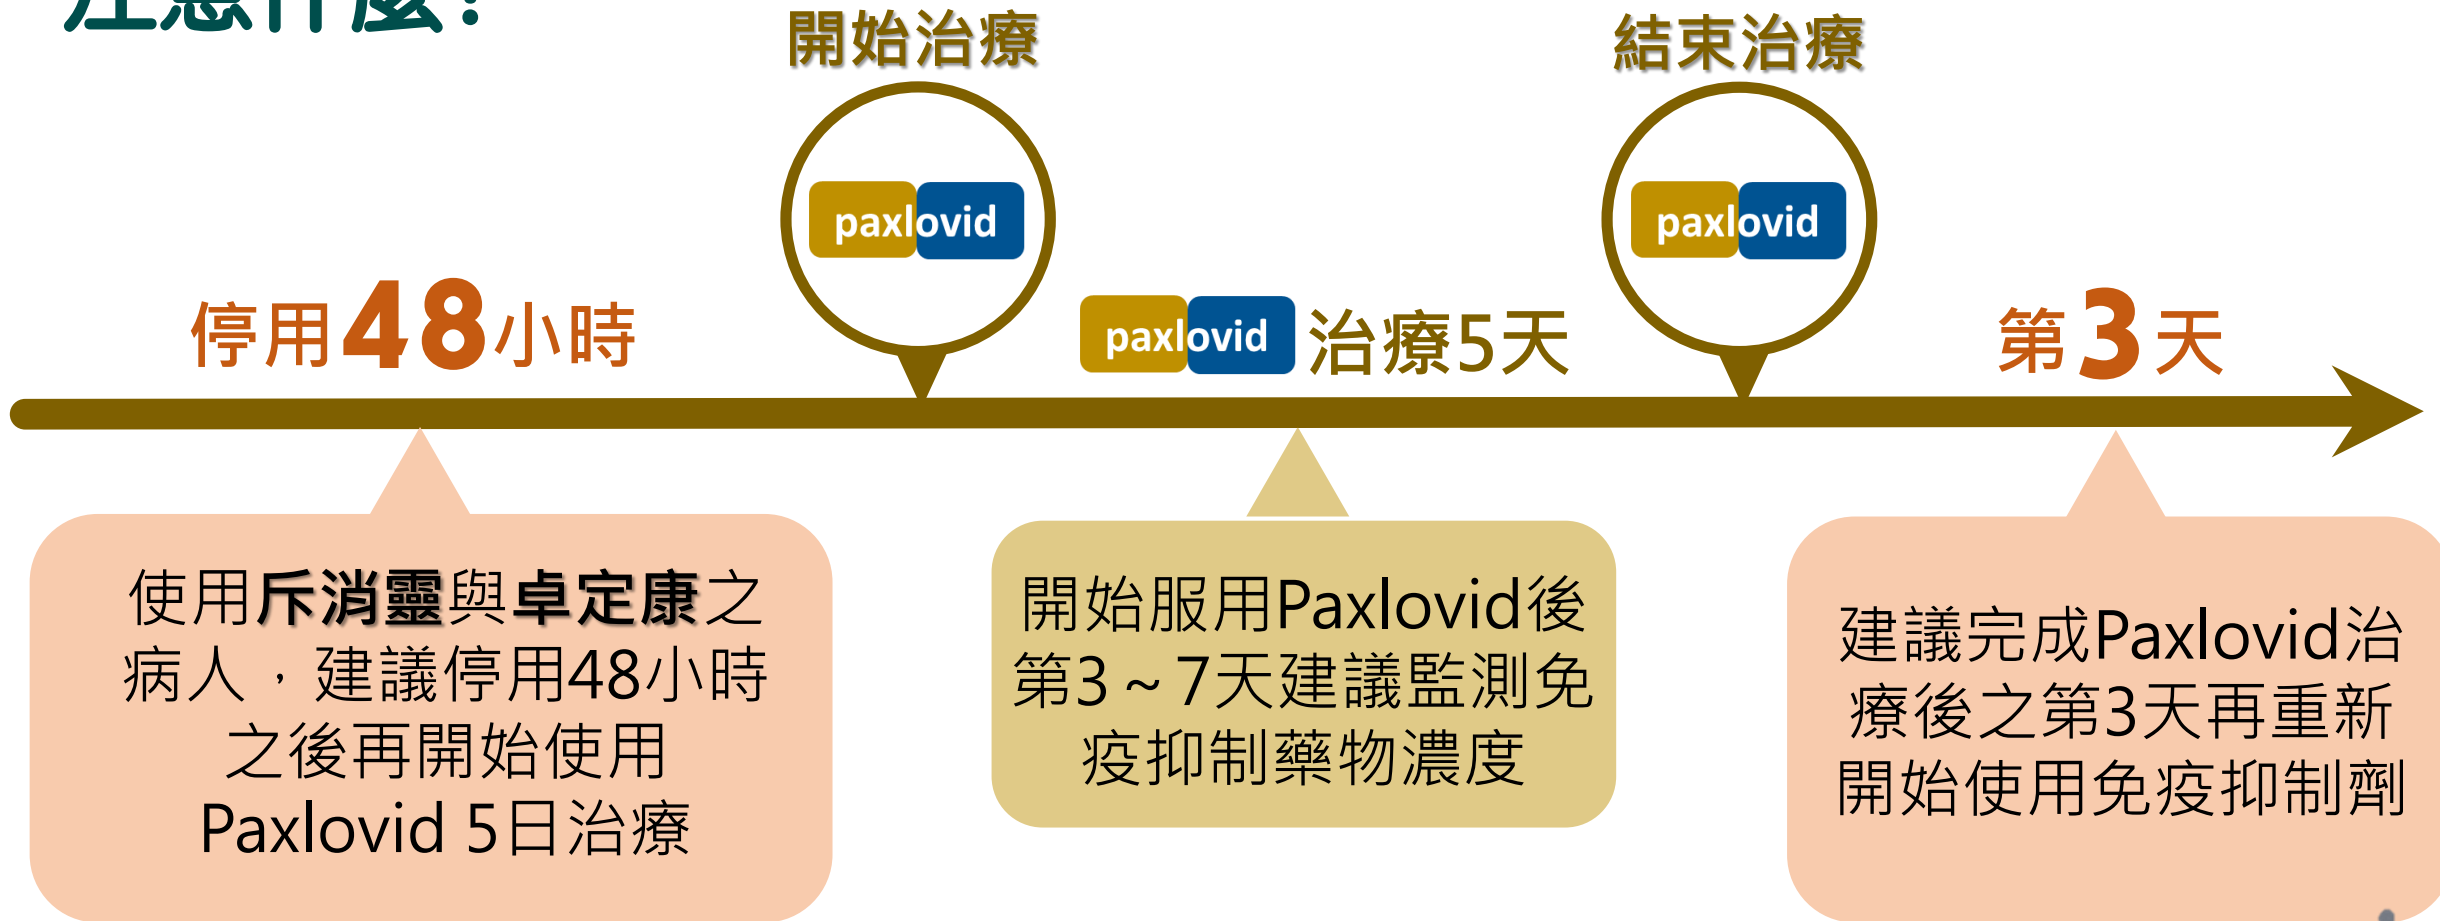 注意什麼？
開始治療
結束治療
paxlovid
paxlovid
停用48小時
paxlovid 治療5天
第3天
使用斥消靈與卓定康之
病人，建議停用48小時
之後再開始使用
Paxlovid 5日治療
開始服用Paxlovid後
第3～7天建議監測免
疫抑制藥物濃度
建議完成Paxlovid治
療後之第3天再重新
開始使用免疫抑制劑